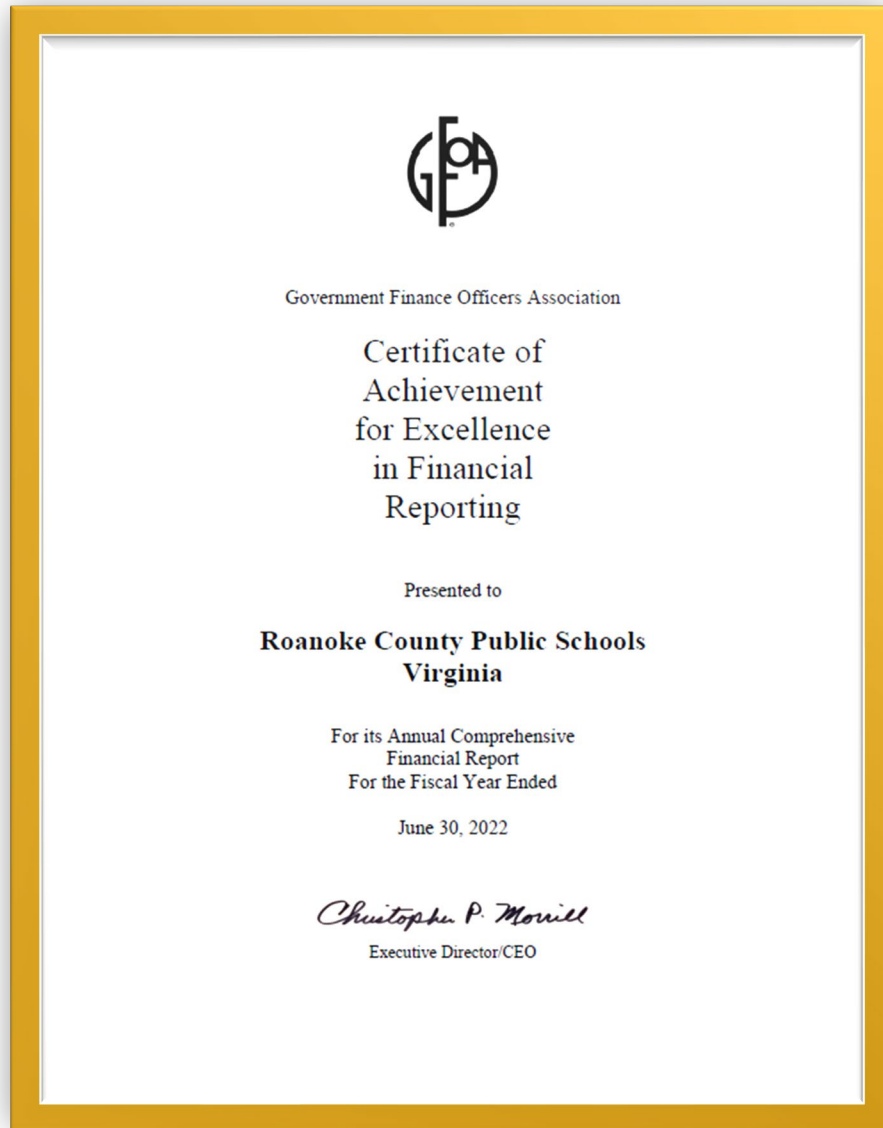 GFOA
Government Finance Officers Association
Certificate of
Achievement
for Excellence
in Financial
Reporting
Presented to
Roanoke County Public Schools
Virginia
For its Annual Comprehensive
Financial Report
For the Fiscal Year Ended
June 30, 2022
Christopher P. Morrill
Executive Director/CEO